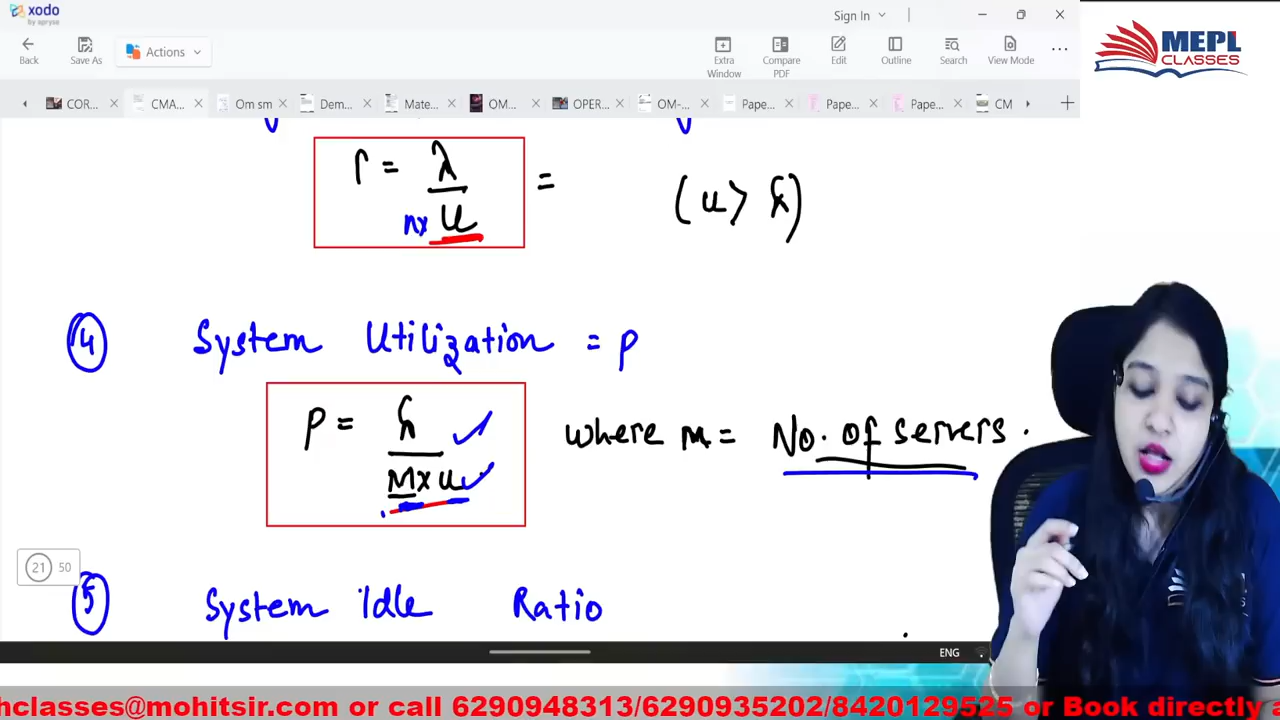 xodo
by apryse
Sign In
Back
Save As
Actions
Extra Window
Compare PDF
Edit
Outline
Search
View Mode
MEPL
CLASSES
COR...
CMA...
Om sm
Dem...
Mate...
OM...
OPER...
OM-...
Pape...
Pape...
Pape...
CM
r = λ
n× u
=
(u > λ)
4 System Utilization = p
p = λ
M×u
where m = No. of servers.
21 50
5 System Idle Ratio
ENG
hclasses@mohitsir.com or call 6290948313/6290935202/8420129525 or Book directly a